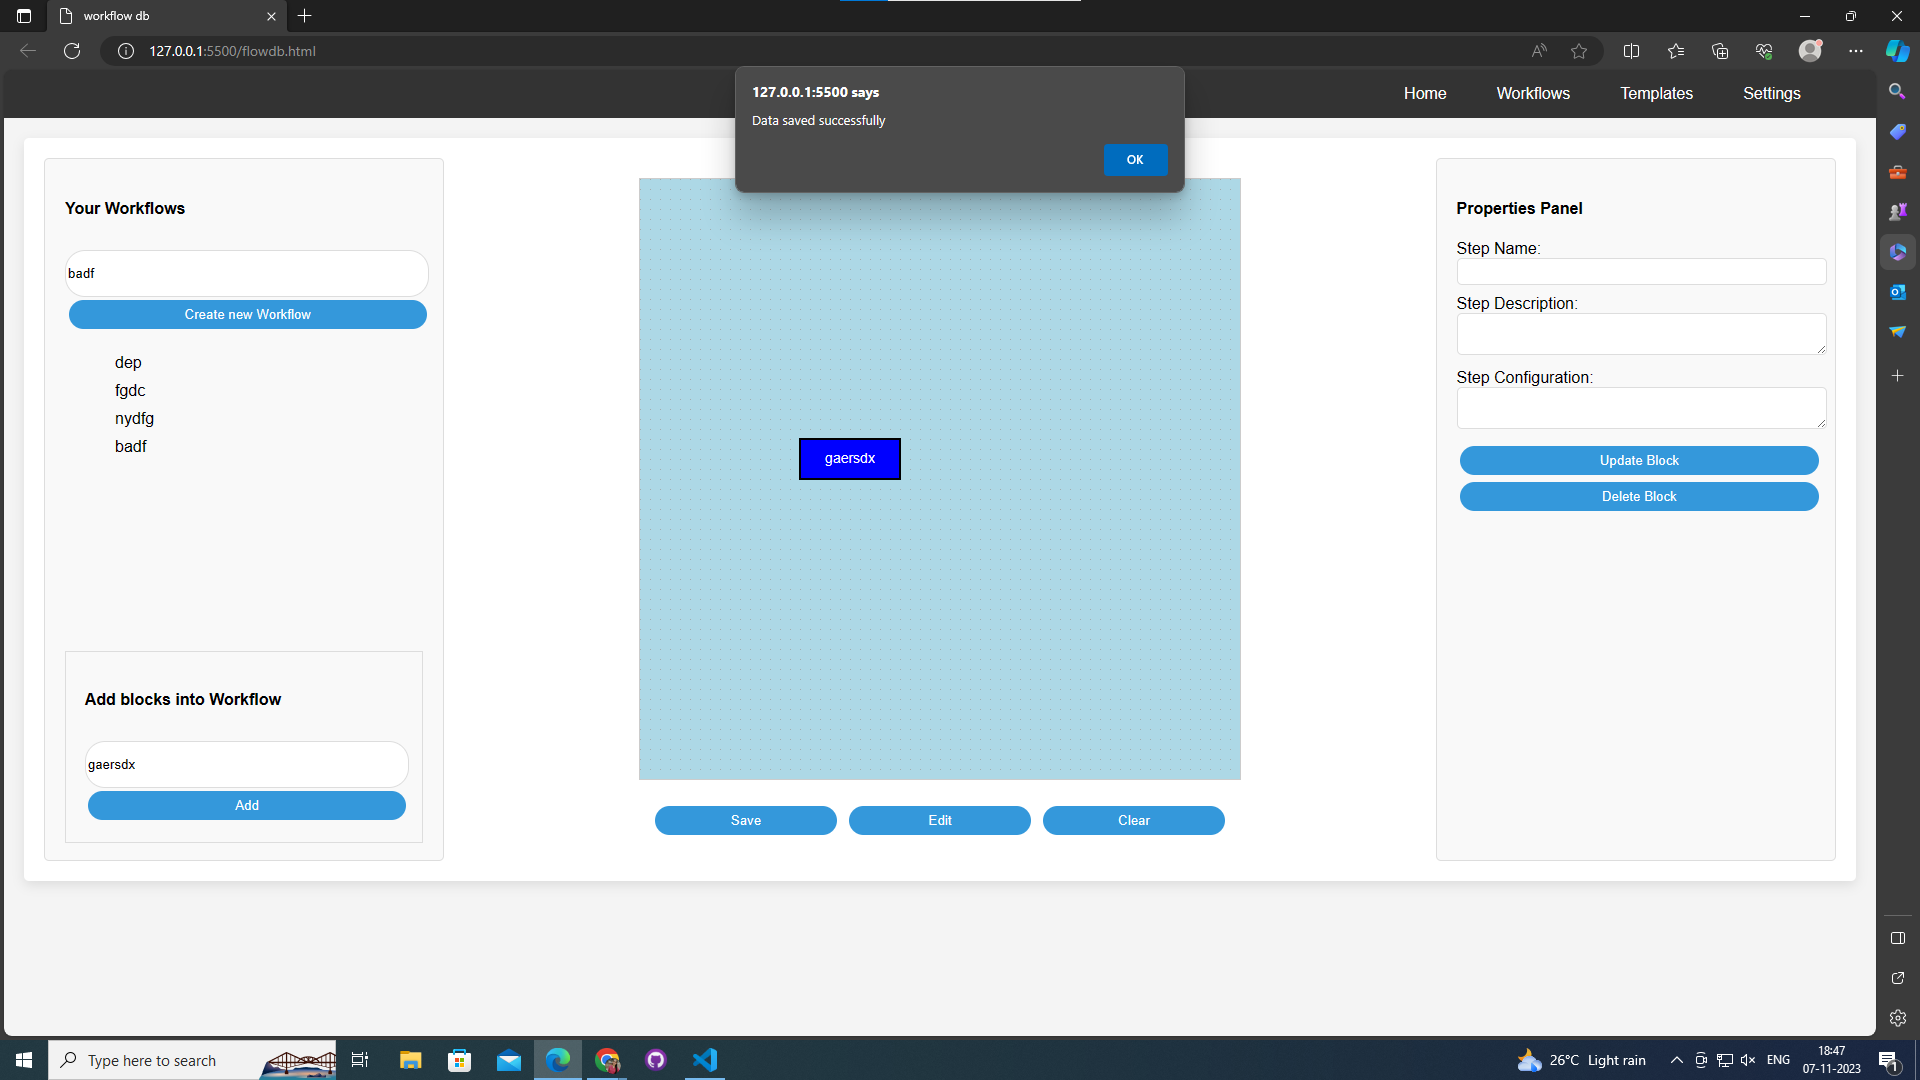 workflow db
127.0.0.1:5500/flowdb.html
127.0.0.1:5500 says
Data saved successfully
OK
Home Workflows Templates Settings
Your Workflows
badf
Create new Workflow
dep
fgdc
nydfg
badf
Add blocks into Workflow
gaersdx
Add
gaersdx
Save Edit Clear
Properties Panel
Step Name:
Step Description:
Step Configuration:
Update Block
Delete Block
Type here to search
26°C Light rain
ENG
18:47
07-11-2023
1